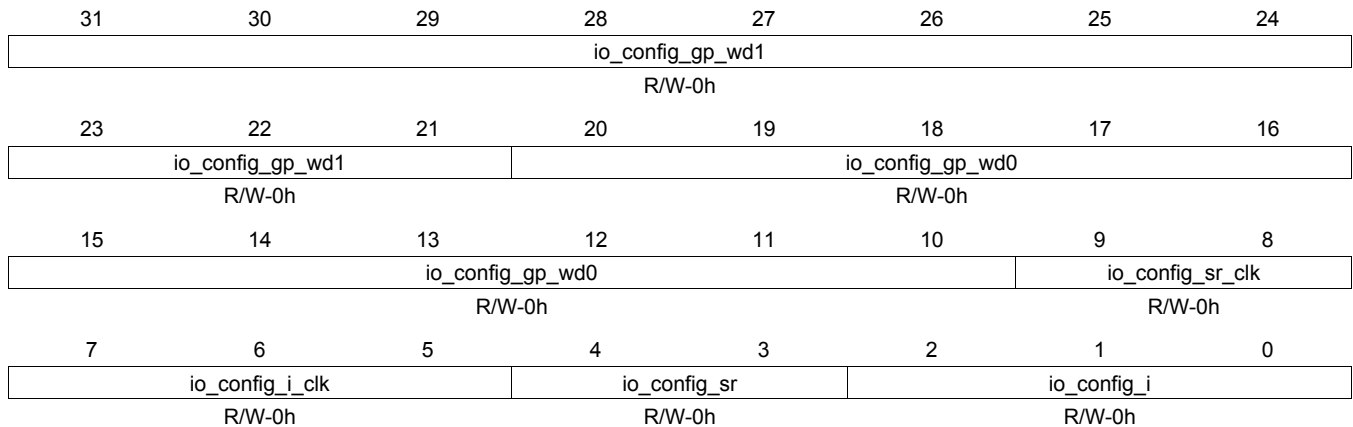 31 30 29 28 27 26 25 24
io_config_gp_wd1
R/W-0h
23 22 21 20 19 18 17 16
io_config_gp_wd1 io_config_gp_wd0
R/W-0h R/W-0h
15 14 13 12 11 10 9 8
io_config_gp_wd0 io_config_sr_clk
R/W-0h R/W-0h
7 6 5 4 3 2 1 0
io_config_i_clk io_config_sr io_config_i
R/W-0h R/W-0h R/W-0h